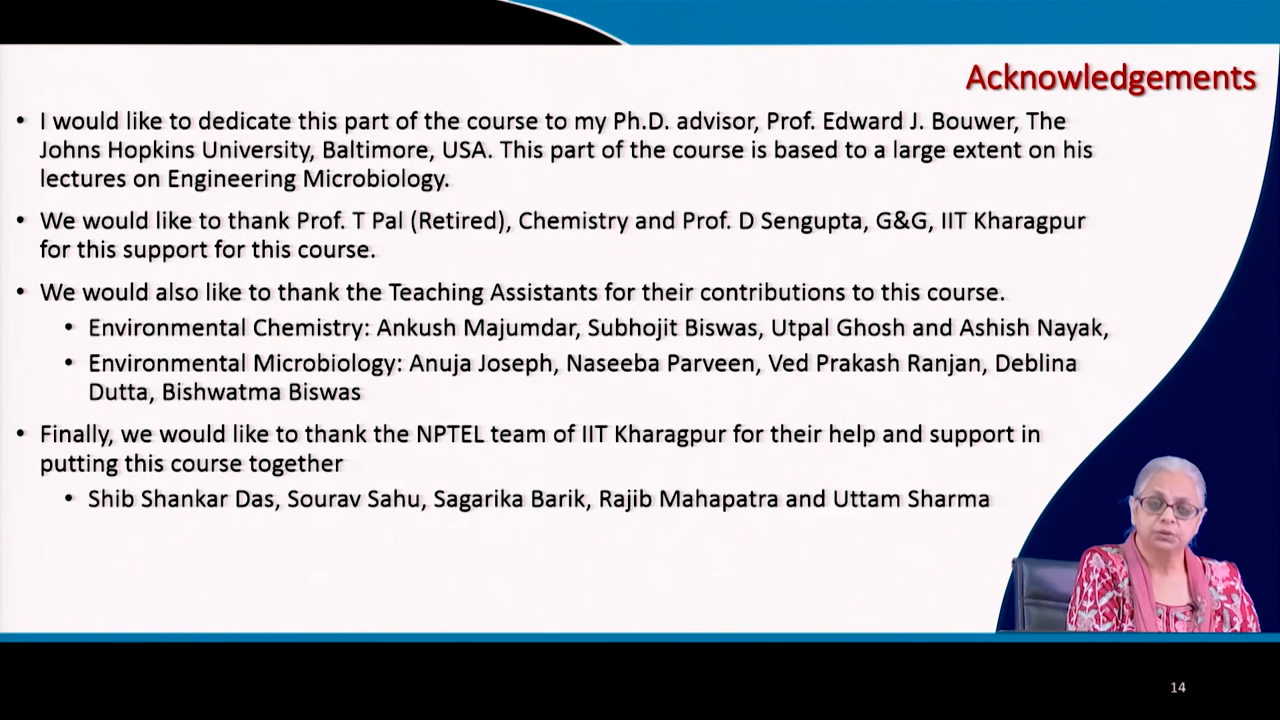 Acknowledgements
• I would like to dedicate this part of the course to my Ph.D. advisor, Prof. Edward J. Bouwer, The
Johns Hopkins University, Baltimore, USA. This part of the course is based to a large extent on his
lectures on Engineering Microbiology.
• We would like to thank Prof. T Pal (Retired), Chemistry and Prof. D Sengupta, G&G, IIT Kharagpur
for this support for this course.
• We would also like to thank the Teaching Assistants for their contributions to this course.
• Environmental Chemistry: Ankush Majumdar, Subhojit Biswas, Utpal Ghosh and Ashish Nayak,
• Environmental Microbiology: Anuja Joseph, Naseeba Parveen, Ved Prakash Ranjan, Deblina
Dutta, Bishwatma Biswas
• Finally, we would like to thank the NPTEL team of IIT Kharagpur for their help and support in
putting this course together
• Shib Shankar Das, Sourav Sahu, Sagarika Barik, Rajib Mahapatra and Uttam Sharma
14